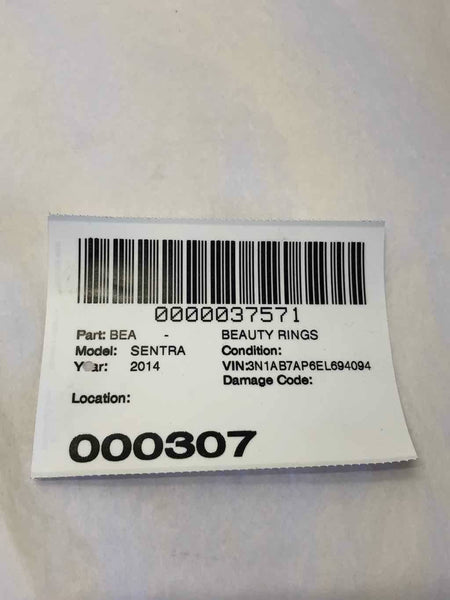 0000037571
Part: BEA - BEAUTY RINGS
Model: SENTRA Condition:
Year: 2014 VIN:3N1AB7AP6EL694094
Damage Code:
Location:
000307